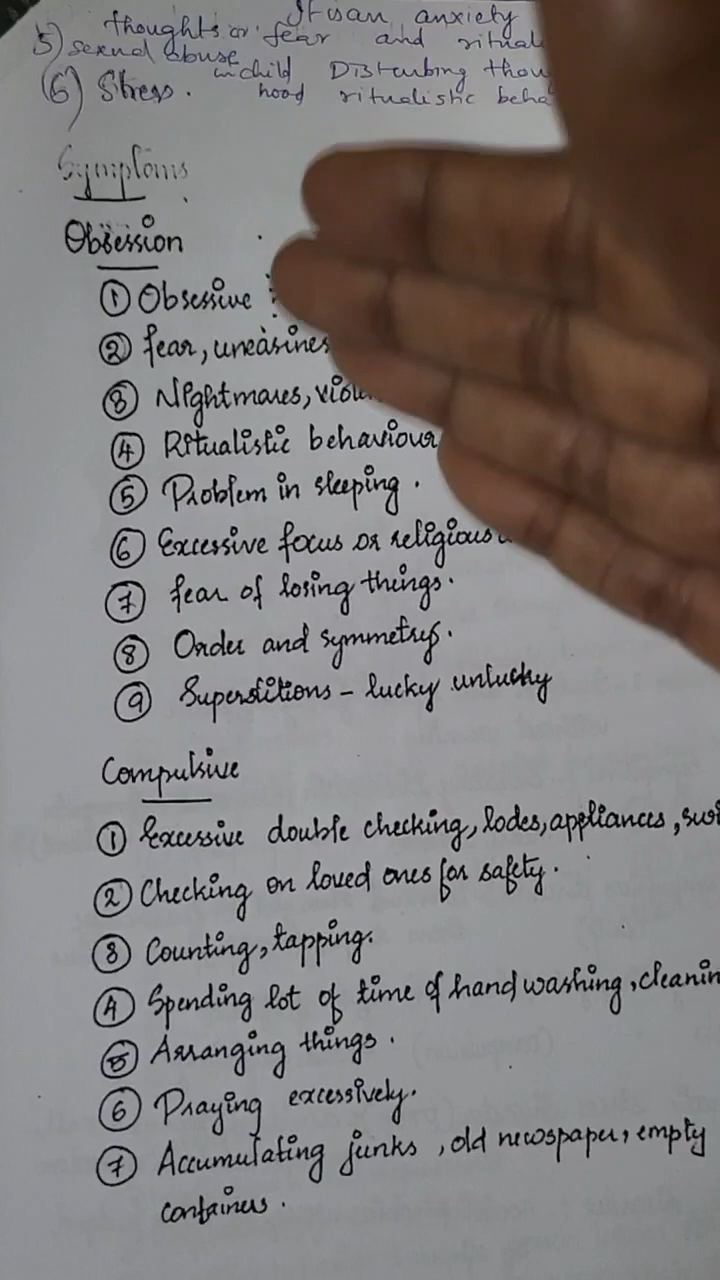 It is an anxiety
thoughts or fear and ritual
5) sexual abuse
in child Disturbing thou
(6) Stress. hood ritualistic beha
Symptoms
Obsession
① Obsessive :
② fear, uneasines
③ Nightmares, viol
④ Ritualistic behaviour
⑤ Problem in sleeping.
⑥ Excessive focus or religious
⑦ fear of losing things.
⑧ Order and symmetry.
⑨ Superstitions - lucky unlucky
Compulsive
① Excessive double checking, lodes, appliances, swi
② Checking on loved ones for safety.
③ Counting, tapping.
④ Spending lot of time of hand washing, cleanin
⑤ Arranging things.
⑥ Praying excessively.
⑦ Accumulating junks, old newspaper, empty
containers.